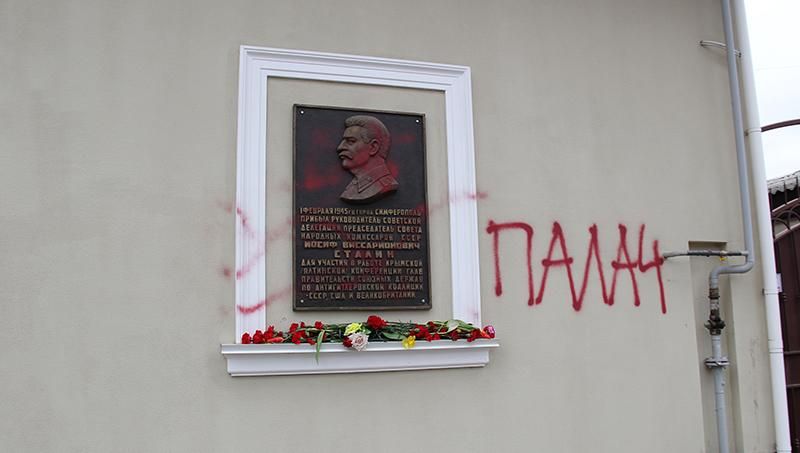 1 ФЕВРАЛЯ 1945 Г. В ГОРОД СИМФЕРОПОЛЬ
ПРИБЫЛ РУКОВОДИТЕЛЬ СОВЕТСКОЙ
ДЕЛЕГАЦИИ ПРЕДСЕДАТЕЛЬ СОВЕТА
НАРОДНЫХ КОМИССАРОВ СССР
ИОСИФ ВИССАРИОНОВИЧ
СТАЛИН
ДЛЯ УЧАСТИЯ В РАБОТЕ КРЫМСКОЙ
/ЯЛТИНСКОЙ/ КОНФЕРЕНЦИИ ГЛАВ
ПРАВИТЕЛЬСТВ СОЮЗНЫХ ДЕРЖАВ
ПО АНТИГИТЛЕРОВСКОЙ КОАЛИЦИИ
-СССР, США И ВЕЛИКОБРИТАНИИ.
ПАЛАЧ